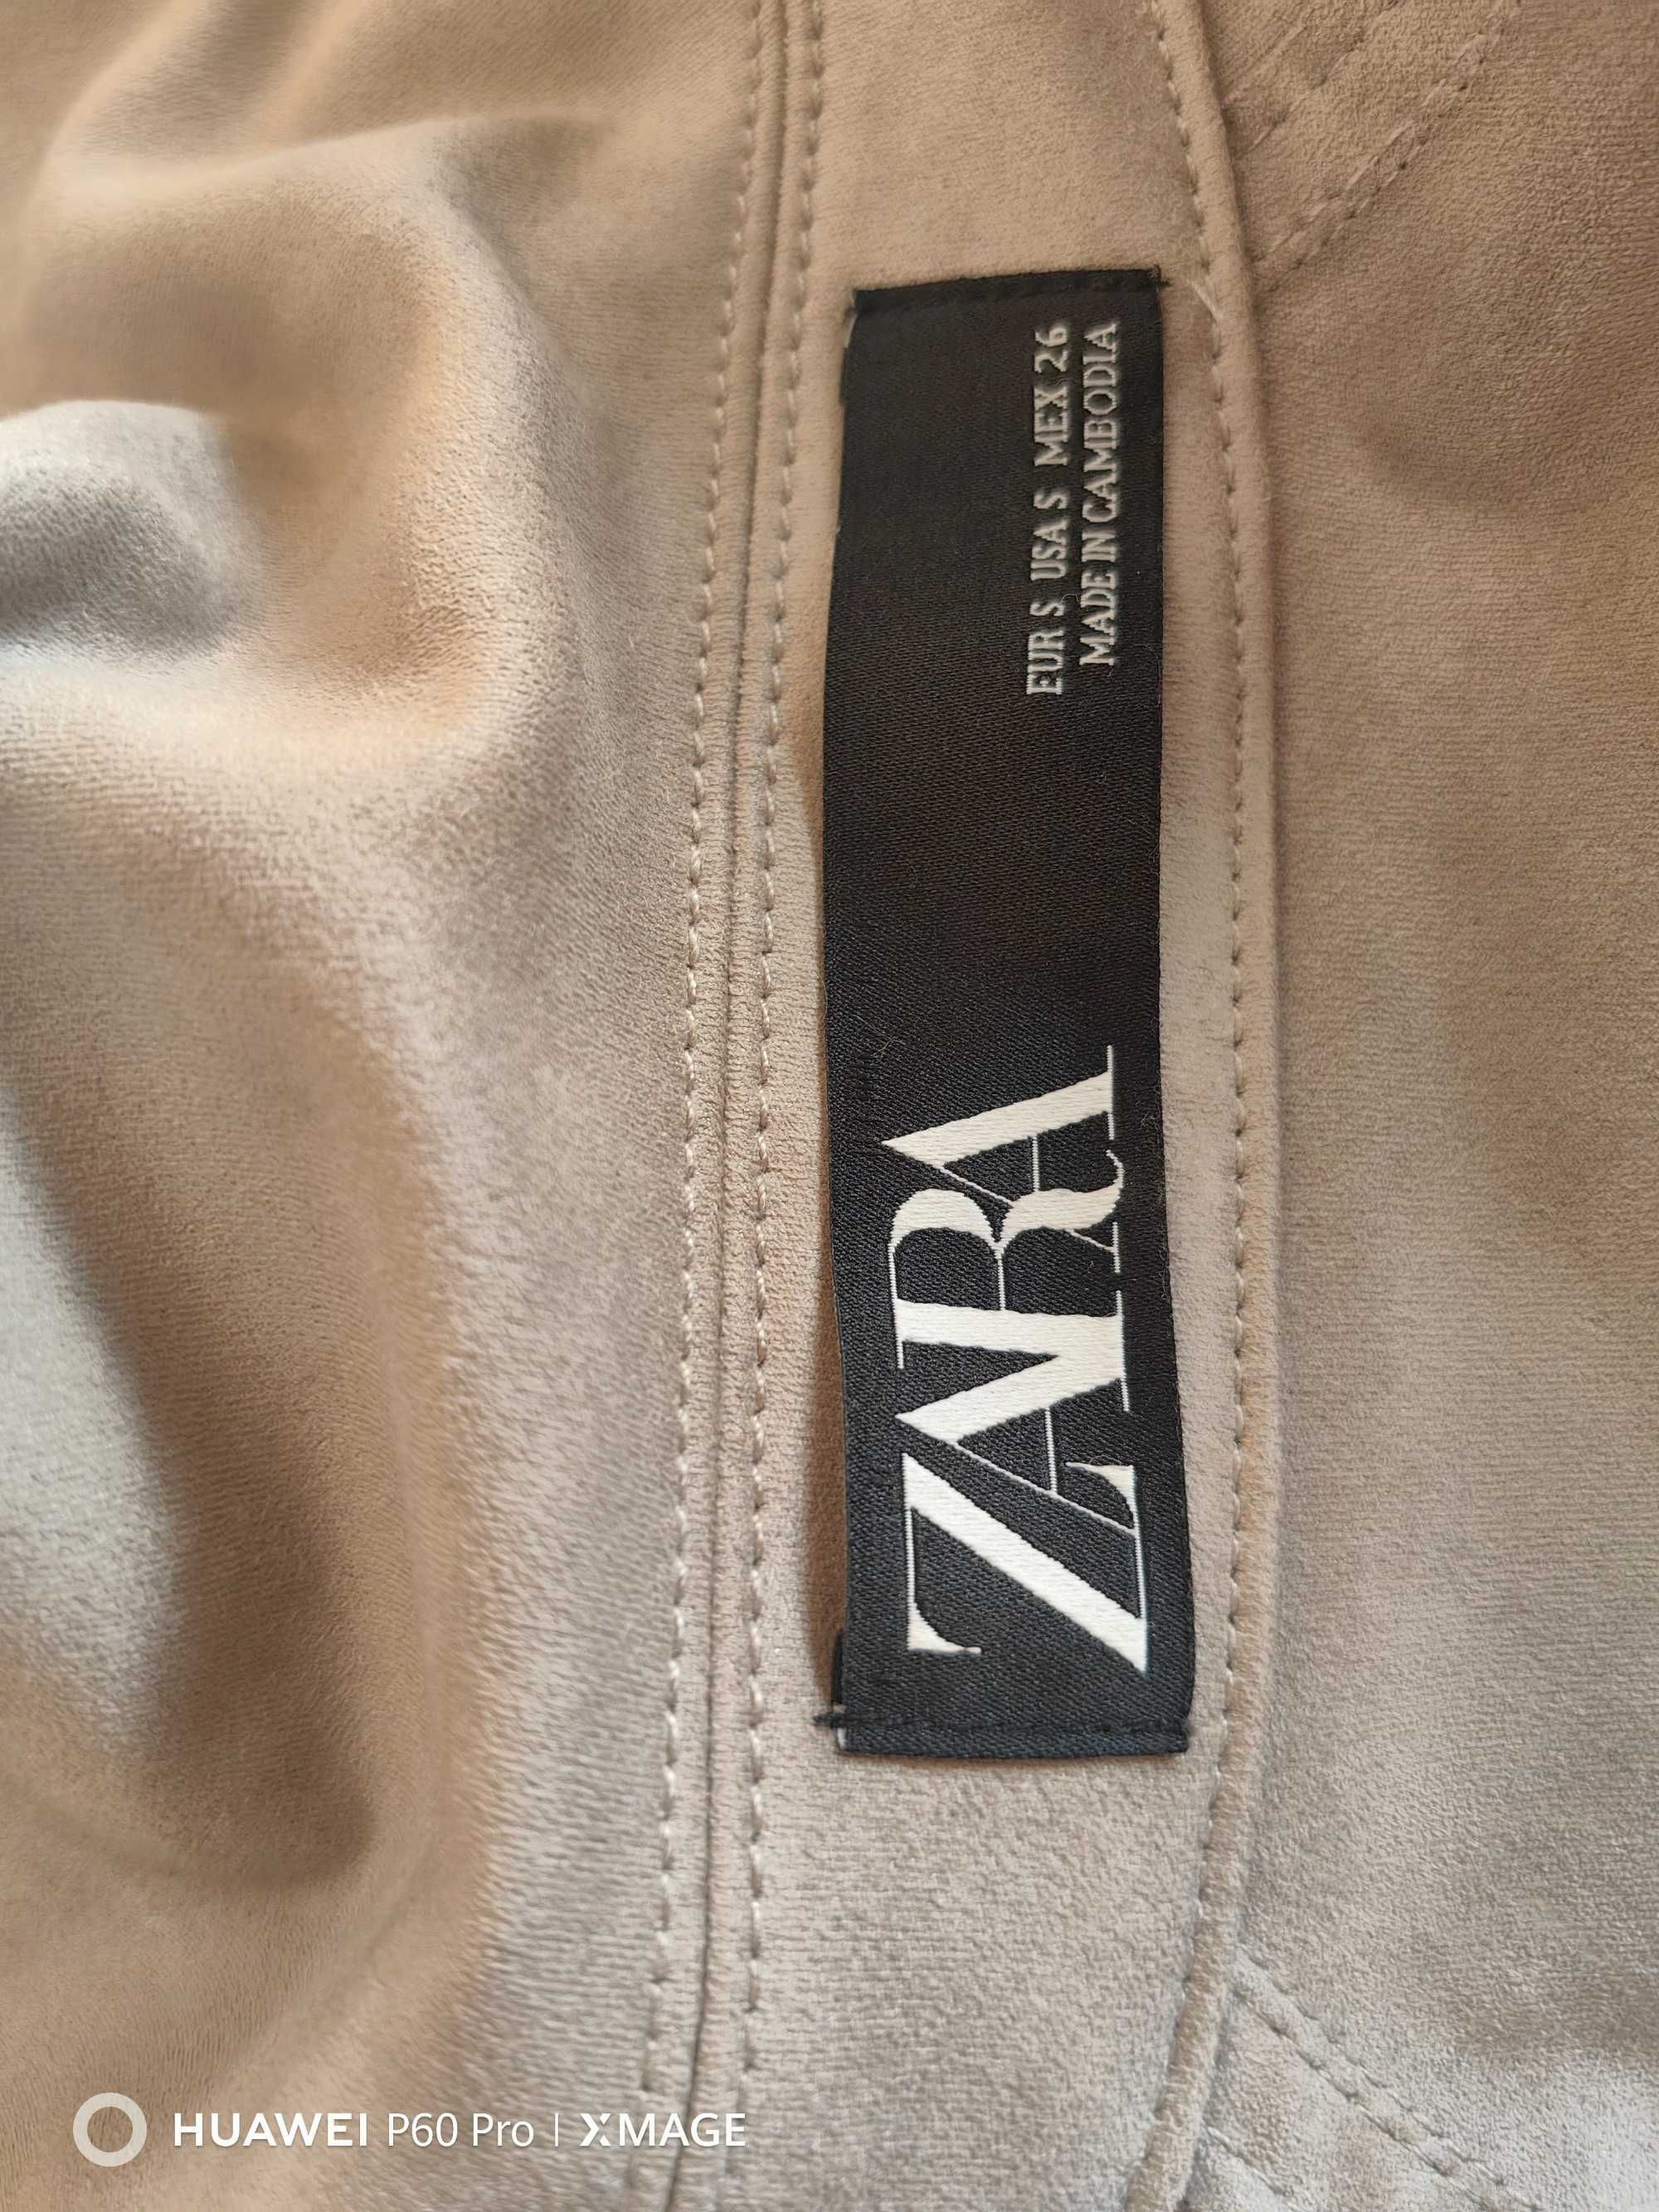 ZARA
EUR S USA S MEX 26
MADE IN CAMBODIA
HUAWEI P60 Pro | XMAGE